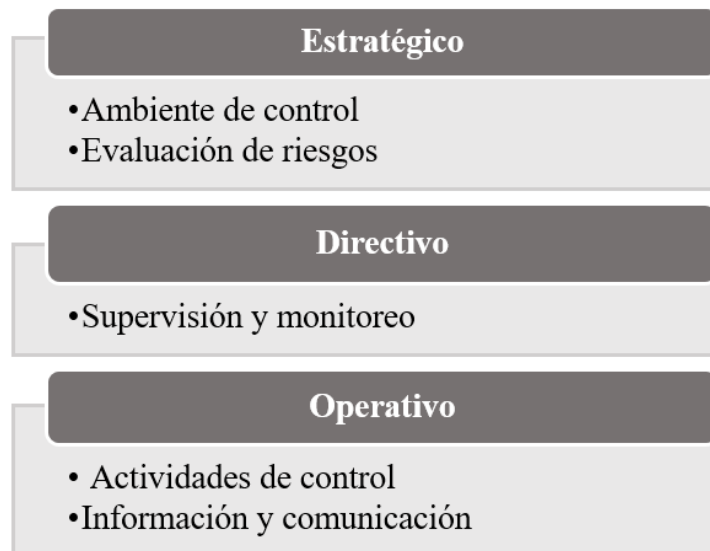 Estratégico
•Ambiente de control
•Evaluación de riesgos
Directivo
•Supervisión y monitoreo
Operativo
• Actividades de control
•Información y comunicación